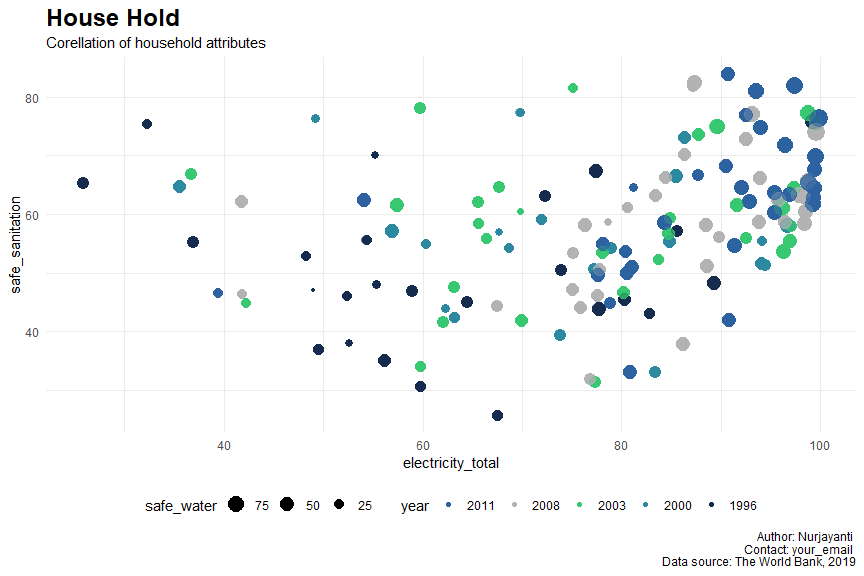 House Hold
Corellation of household attributes
80
60
40
safe_sanitation
40 60 80 100
electricity_total
safe_water 75 50 25 year 2011 2008 2003 2000 1996
Author: Nurjayanti
Contact: your_email
Data source: The World Bank, 2019